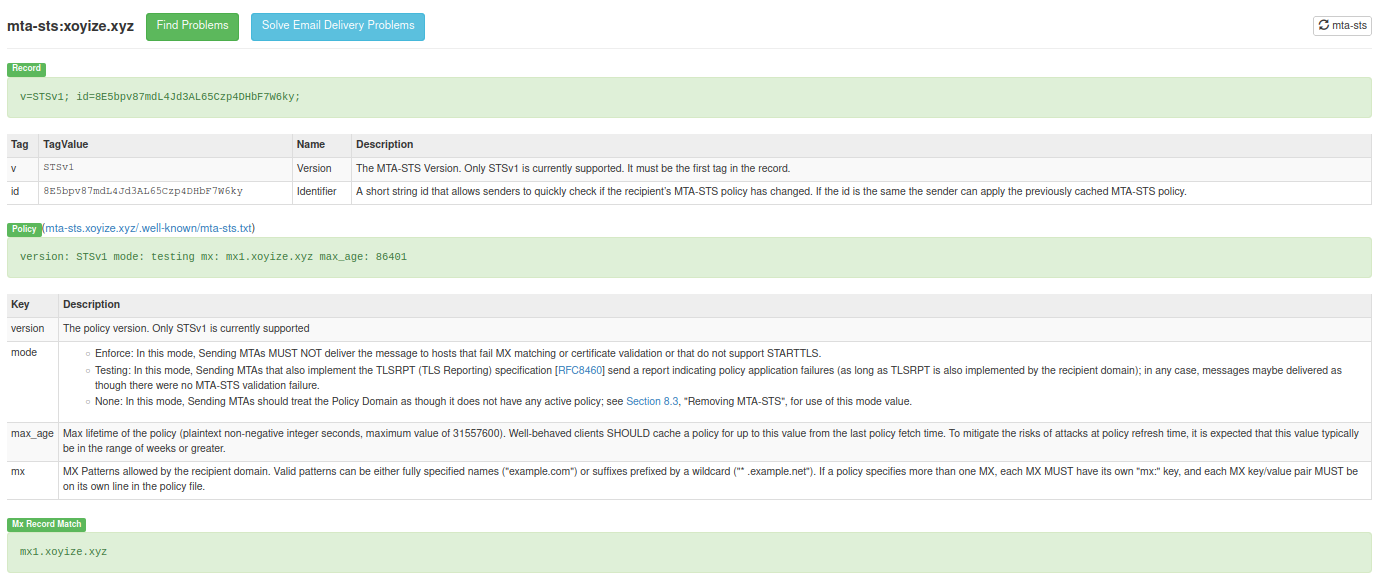 mta-sts:xoyize.xyz Find Problems Solve Email Delivery Problems mta-sts
Record
v=STSv1; id=8E5bpv87mdL4Jd3AL65Czp4DHbF7W6ky;
Tag TagValue Name Description
v STSv1 Version The MTA-STS Version. Only STSv1 is currently supported. It must be the first tag in the record.
id 8E5bpv87mdL4Jd3AL65Czp4DHbF7W6ky Identifier A short string id that allows senders to quickly check if the recipient's MTA-STS policy has changed. If the id is the same the sender can apply the previously cached MTA-STS policy.
Policy(mta-sts.xoyize.xyz/.well-known/mta-sts.txt)
version: STSv1 mode: testing mx: mx1.xoyize.xyz max_age: 86401
Key Description
version The policy version. Only STSv1 is currently supported
mode
○ Enforce: In this mode, Sending MTAs MUST NOT deliver the message to hosts that fail MX matching or certificate validation or that do not support STARTTLS.
○ Testing: In this mode, Sending MTAs that also implement the TLSRPT (TLS Reporting) specification [RFC8460] send a report indicating policy application failures (as long as TLSRPT is also implemented by the recipient domain); in any case, messages maybe delivered as
though there were no MTA-STS validation failure.
○ None: In this mode, Sending MTAs should treat the Policy Domain as though it does not have any active policy; see Section 8.3, "Removing MTA-STS", for use of this mode value.
max_age Max lifetime of the policy (plaintext non-negative integer seconds, maximum value of 31557600). Well-behaved clients SHOULD cache a policy for up to this value from the last policy fetch time. To mitigate the risks of attacks at policy refresh time, it is expected that this value typically
be in the range of weeks or greater.
mx MX Patterns allowed by the recipient domain. Valid patterns can be either fully specified names ("example.com") or suffixes prefixed by a wildcard ("* .example.net"). If a policy specifies more than one MX, each MX MUST have its own "mx:" key, and each MX key/value pair MUST be
on its own line in the policy file.
Mx Record Match
mx1.xoyize.xyz